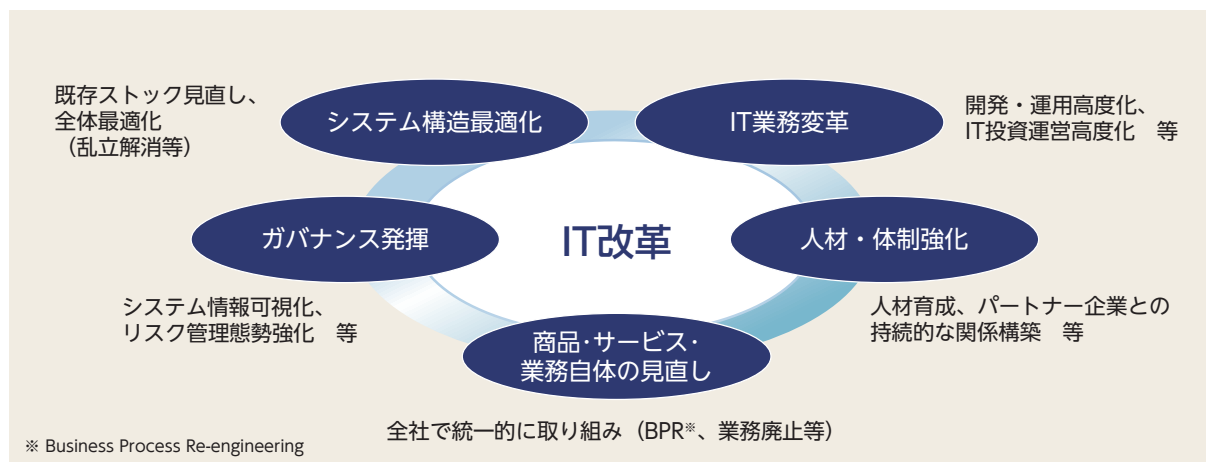 既存ストック見直し、
全体最適化
（乱立解消等）
システム構造最適化
IT業務変革
開発・運用高度化、
IT投資運営高度化　等
ガバナンス発揮
IT改革
人材・体制強化
システム情報可視化、
リスク管理態勢強化　等
商品・サービス・
業務自体の見直し
人材育成、パートナー企業との
持続的な関係構築　等
全社で統一的に取り組み（BPR※、業務廃止等）
※ Business Process Re-engineering